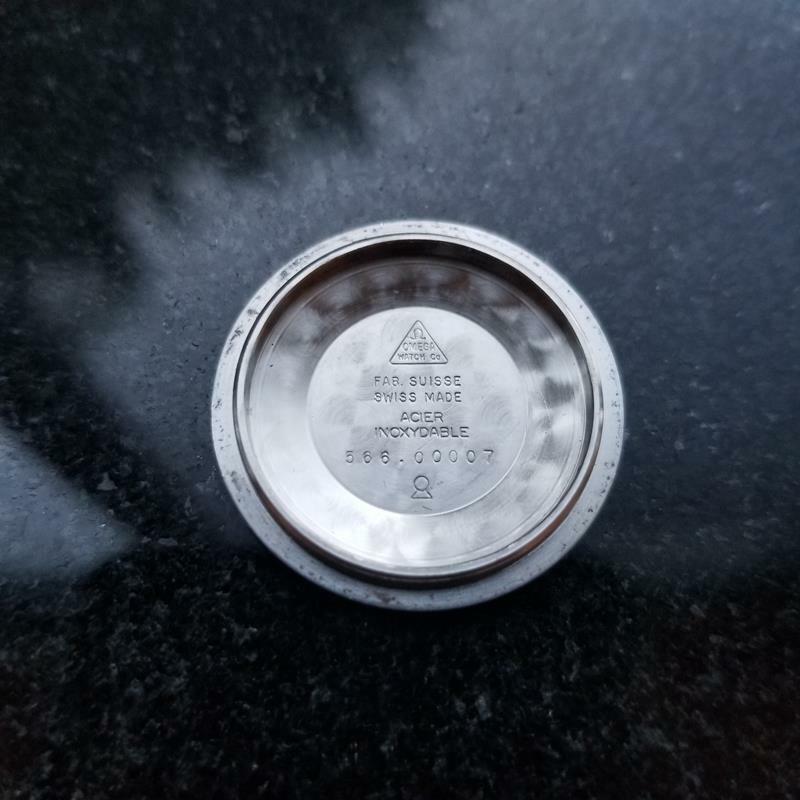 Ω
OMEGA
WATCH Co
FAB. SUISSE
SWISS MADE
ACIER
INOXYDABLE
566.00007